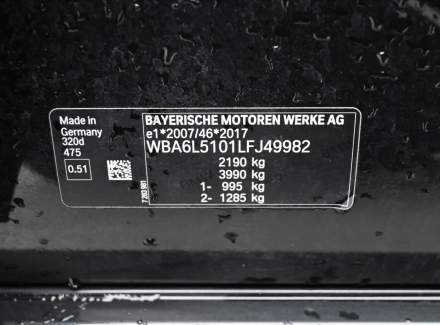 Made in
Germany
320d
475
0.51
BAYERISCHE MOTOREN WERKE AG
e1*2007/46*2017
WBA6L5101LFJ49982
2190 kg
3990 kg
1- 995 kg
2- 1285 kg